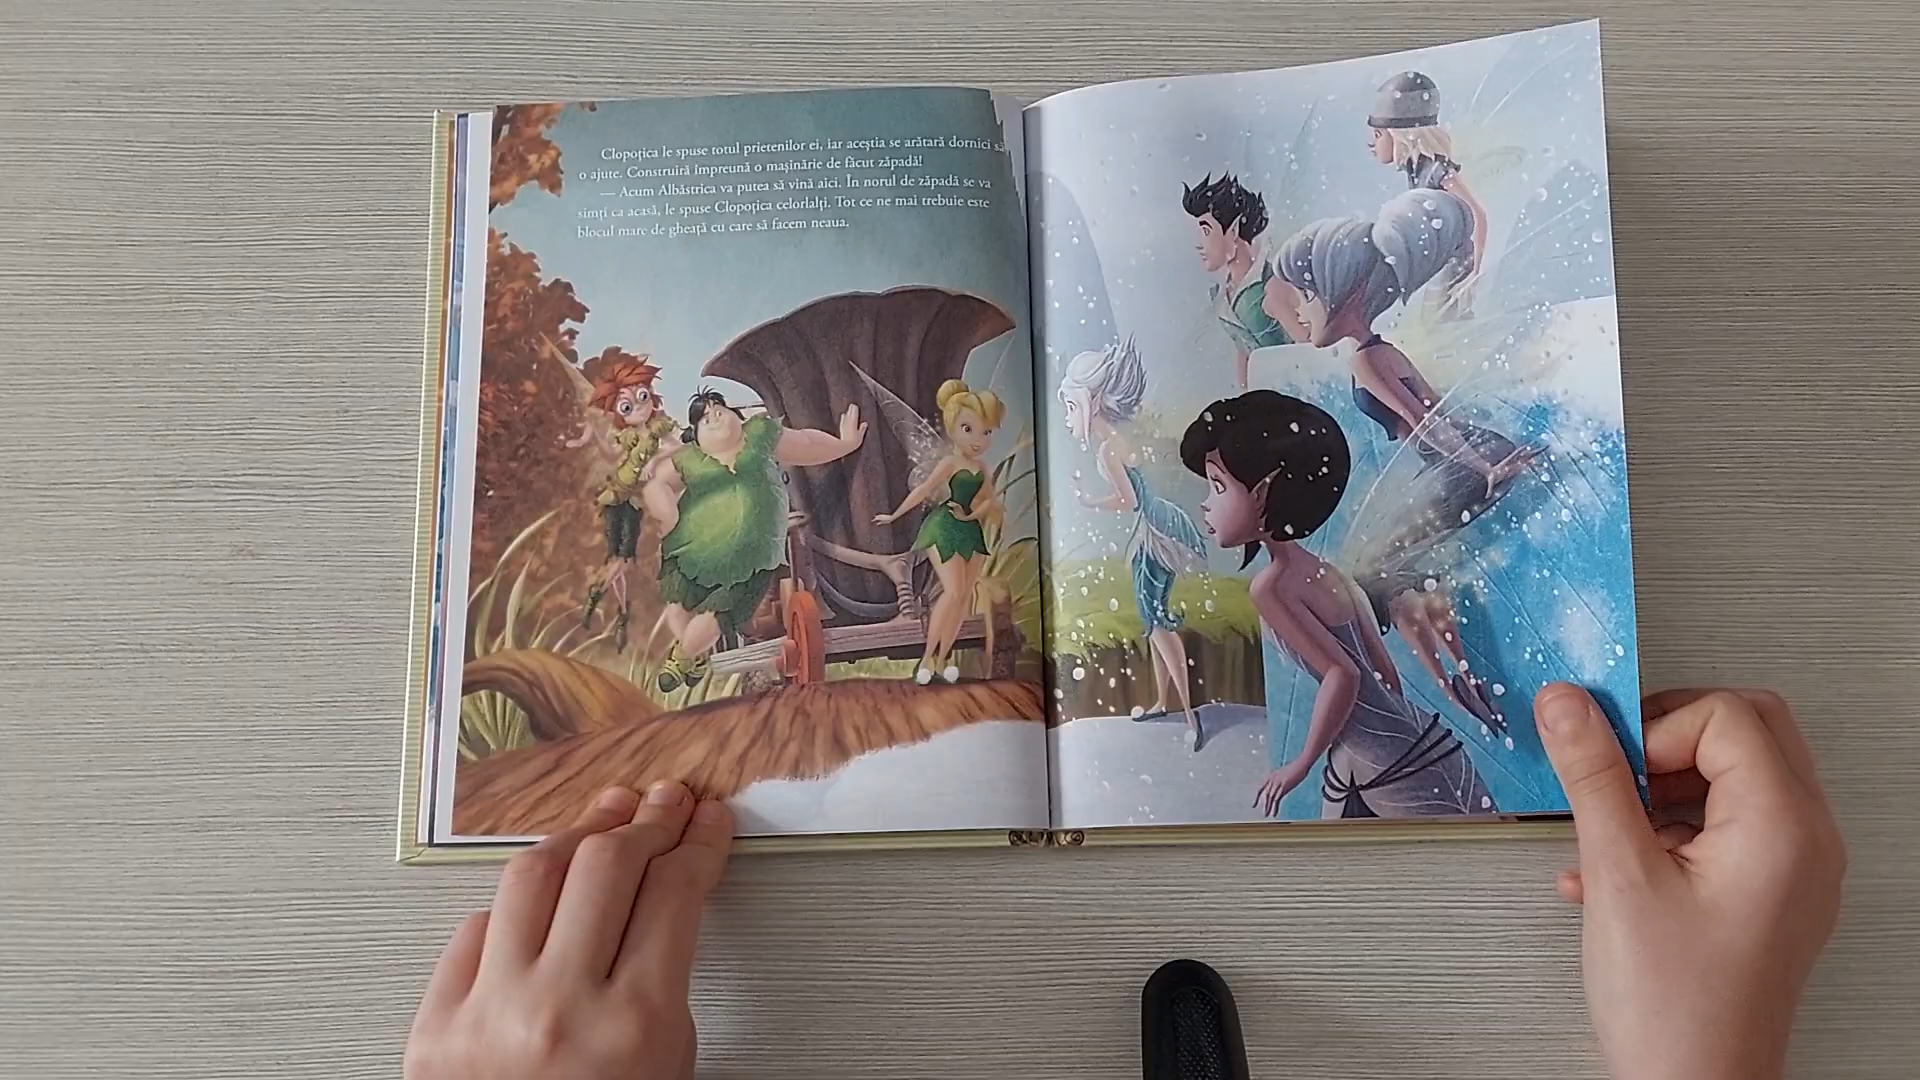 Clopoțica le spuse totul prietenilor ei, iar aceștia se arătară dornici să
o ajute. Construiră împreună o mașinărie de făcut zăpadă!
— Acum Albăstrica va putea să vină aici. În norul de zăpadă se va
simți ca acasă, le spuse Clopoțica celorlalți. Tot ce ne mai trebuie este
blocul mare de gheață cu care să facem neaua.